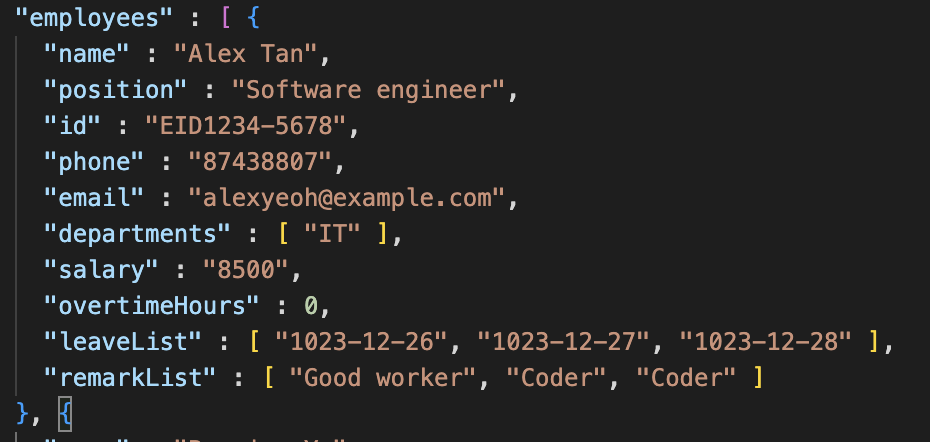 "employees" : [ {
"name" : "Alex Tan",
"position" : "Software engineer",
"id" : "EID1234-5678",
"phone" : "87438807",
"email" : "alexyeoh@example.com",
"departments" : [ "IT" ],
"salary" : "8500",
"overtimeHours" : 0,
"leaveList" : [ "1023-12-26", "1023-12-27", "1023-12-28" ],
"remarkList" : [ "Good worker", "Coder", "Coder" ]
}, {